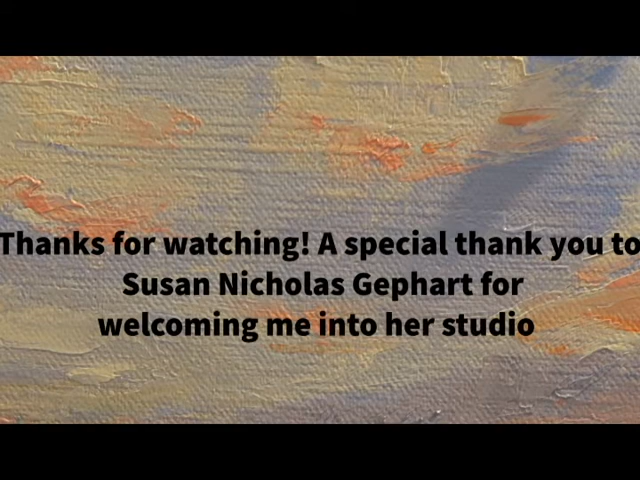 Thanks for watching! A special thank you to
Susan Nicholas Gephart for
welcoming me into her studio